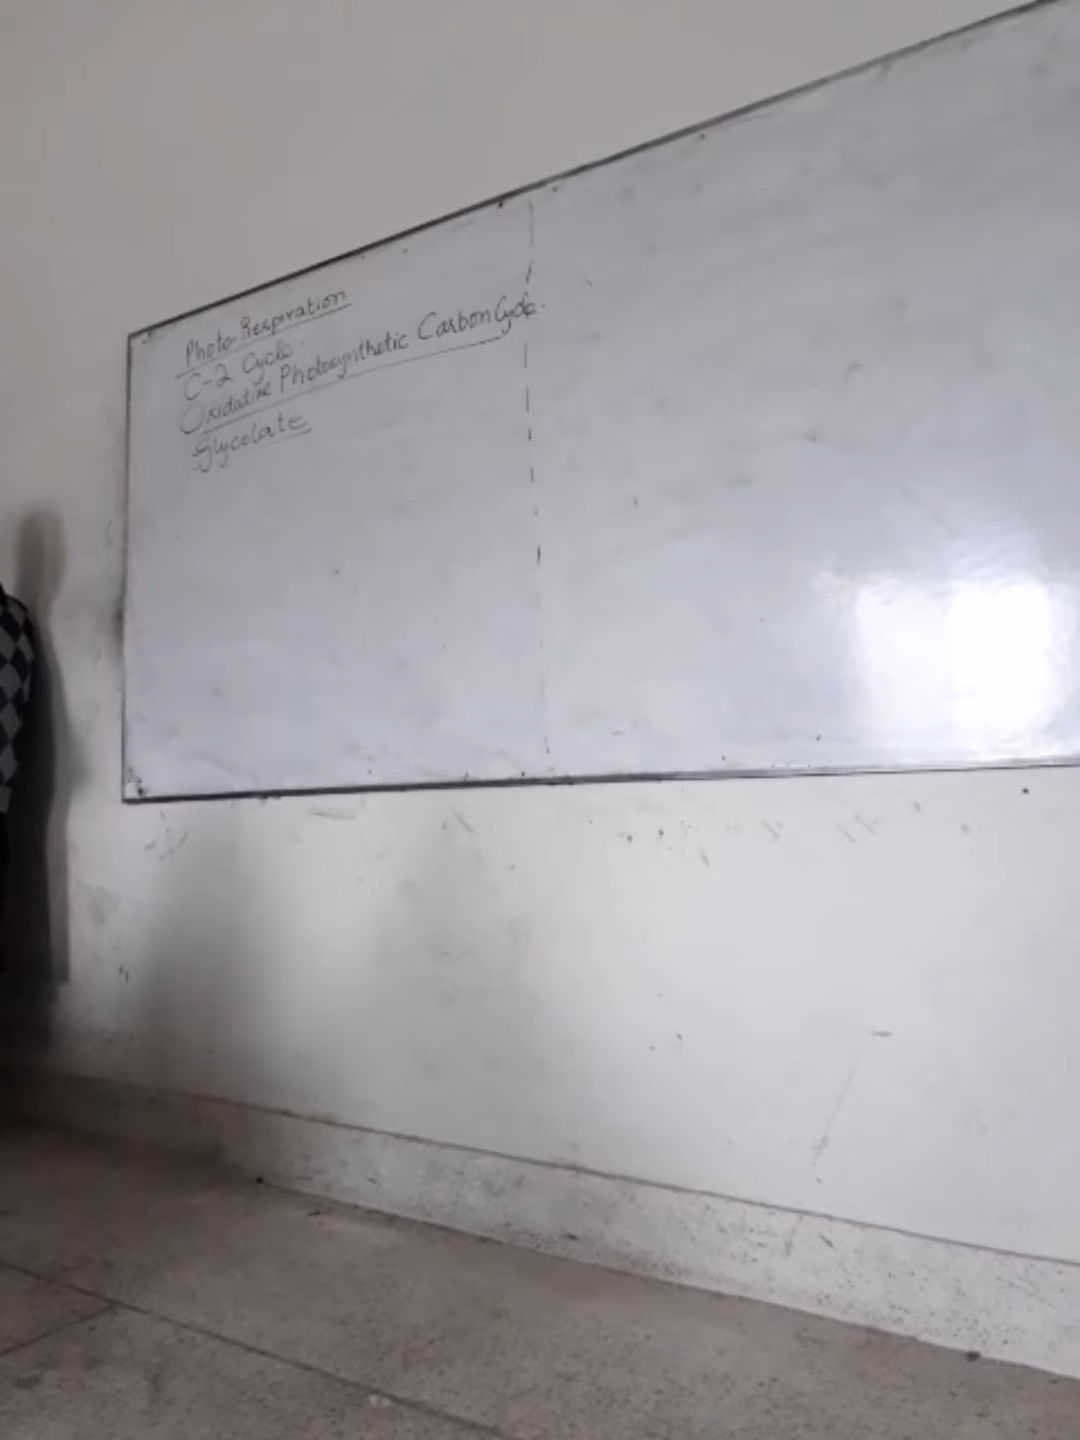 Photo-Respiration
C-2 Cycle.
Oxidative Photosynthetic Carbon Cycle.
Glycolate